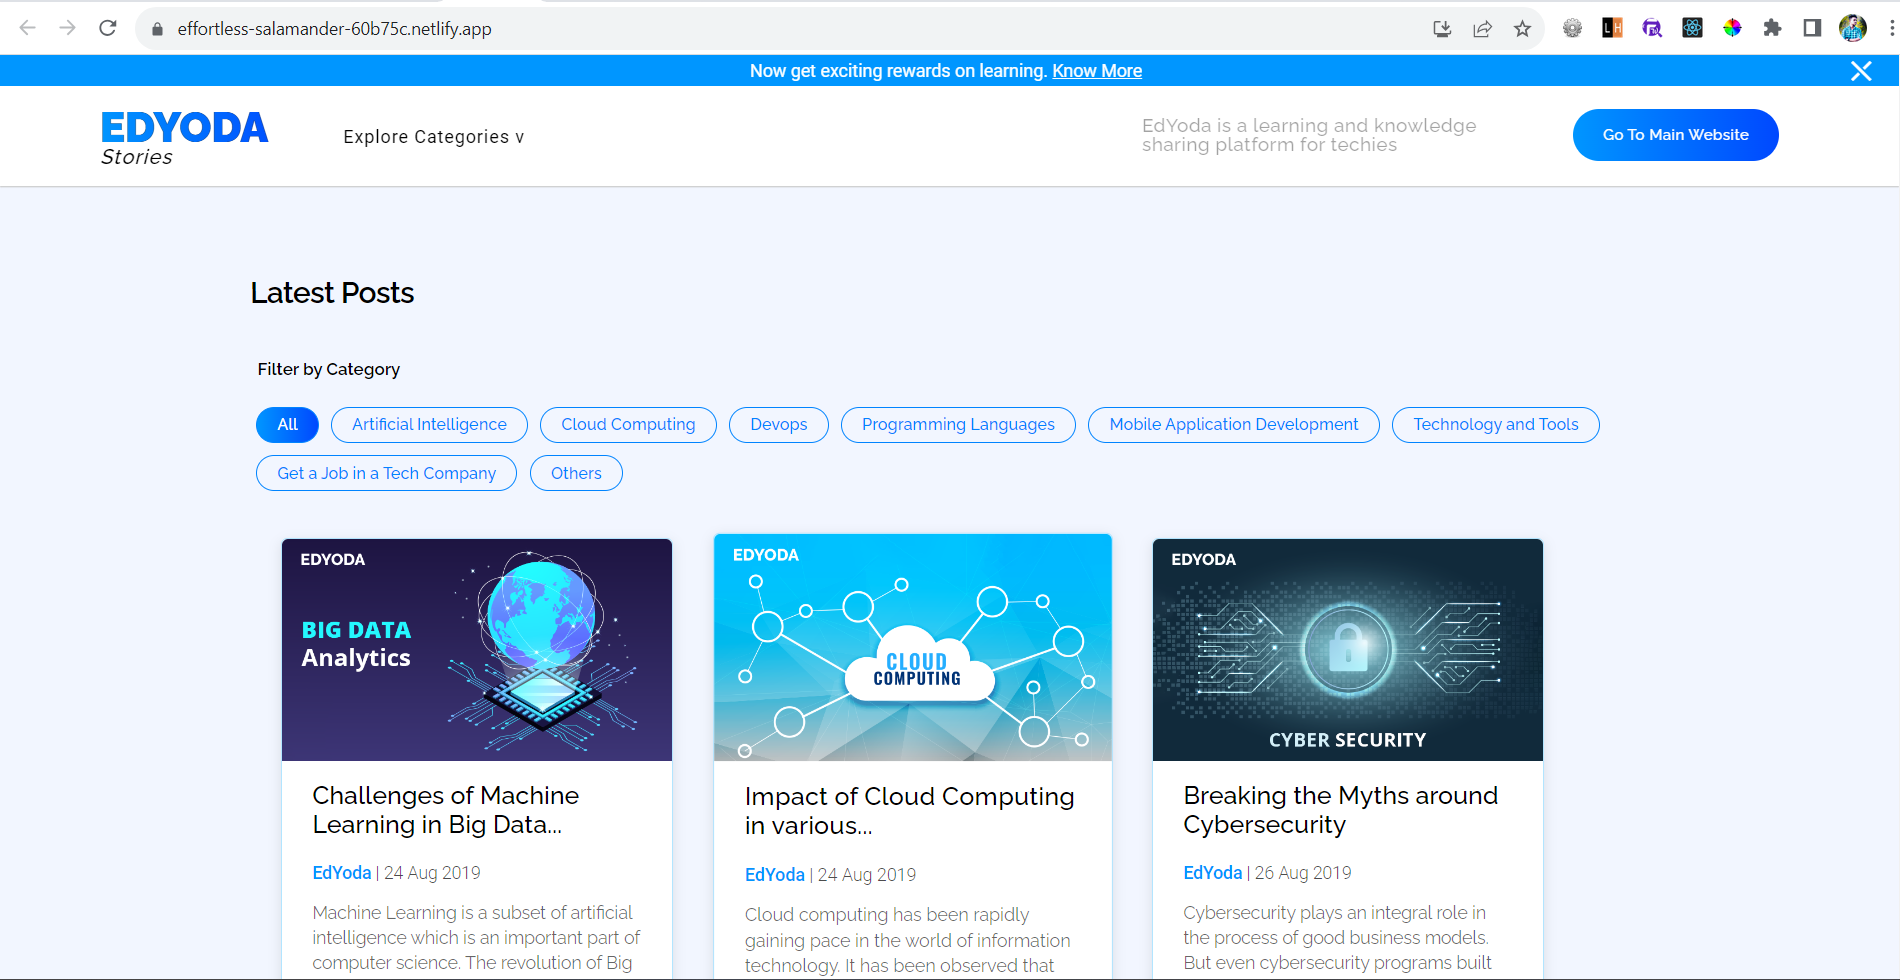 effortless-salamander-60b75c.netlify.app
Now get exciting rewards on learning. Know More
EDYODA
Stories
Explore Categories v
EdYoda is a learning and knowledge
sharing platform for techies
Go To Main Website
Latest Posts
Filter by Category
All
Artificial Intelligence
Cloud Computing
Devops
Programming Languages
Mobile Application Development
Technology and Tools
Get a Job in a Tech Company
Others
EDYODA
BIG DATA
Analytics
Challenges of Machine
Learning in Big Data...
EdYoda | 24 Aug 2019
Machine Learning is a subset of artificial
intelligence which is an important part of
computer science. The revolution of Big
EDYODA
CLOUD
COMPUTING
Impact of Cloud Computing
in various...
EdYoda | 24 Aug 2019
Cloud computing has been rapidly
gaining pace in the world of information
technology. It has been observed that
EDYODA
CYBER SECURITY
Breaking the Myths around
Cybersecurity
EdYoda | 26 Aug 2019
Cybersecurity plays an integral role in
the process of good business models.
But even cybersecurity programs built